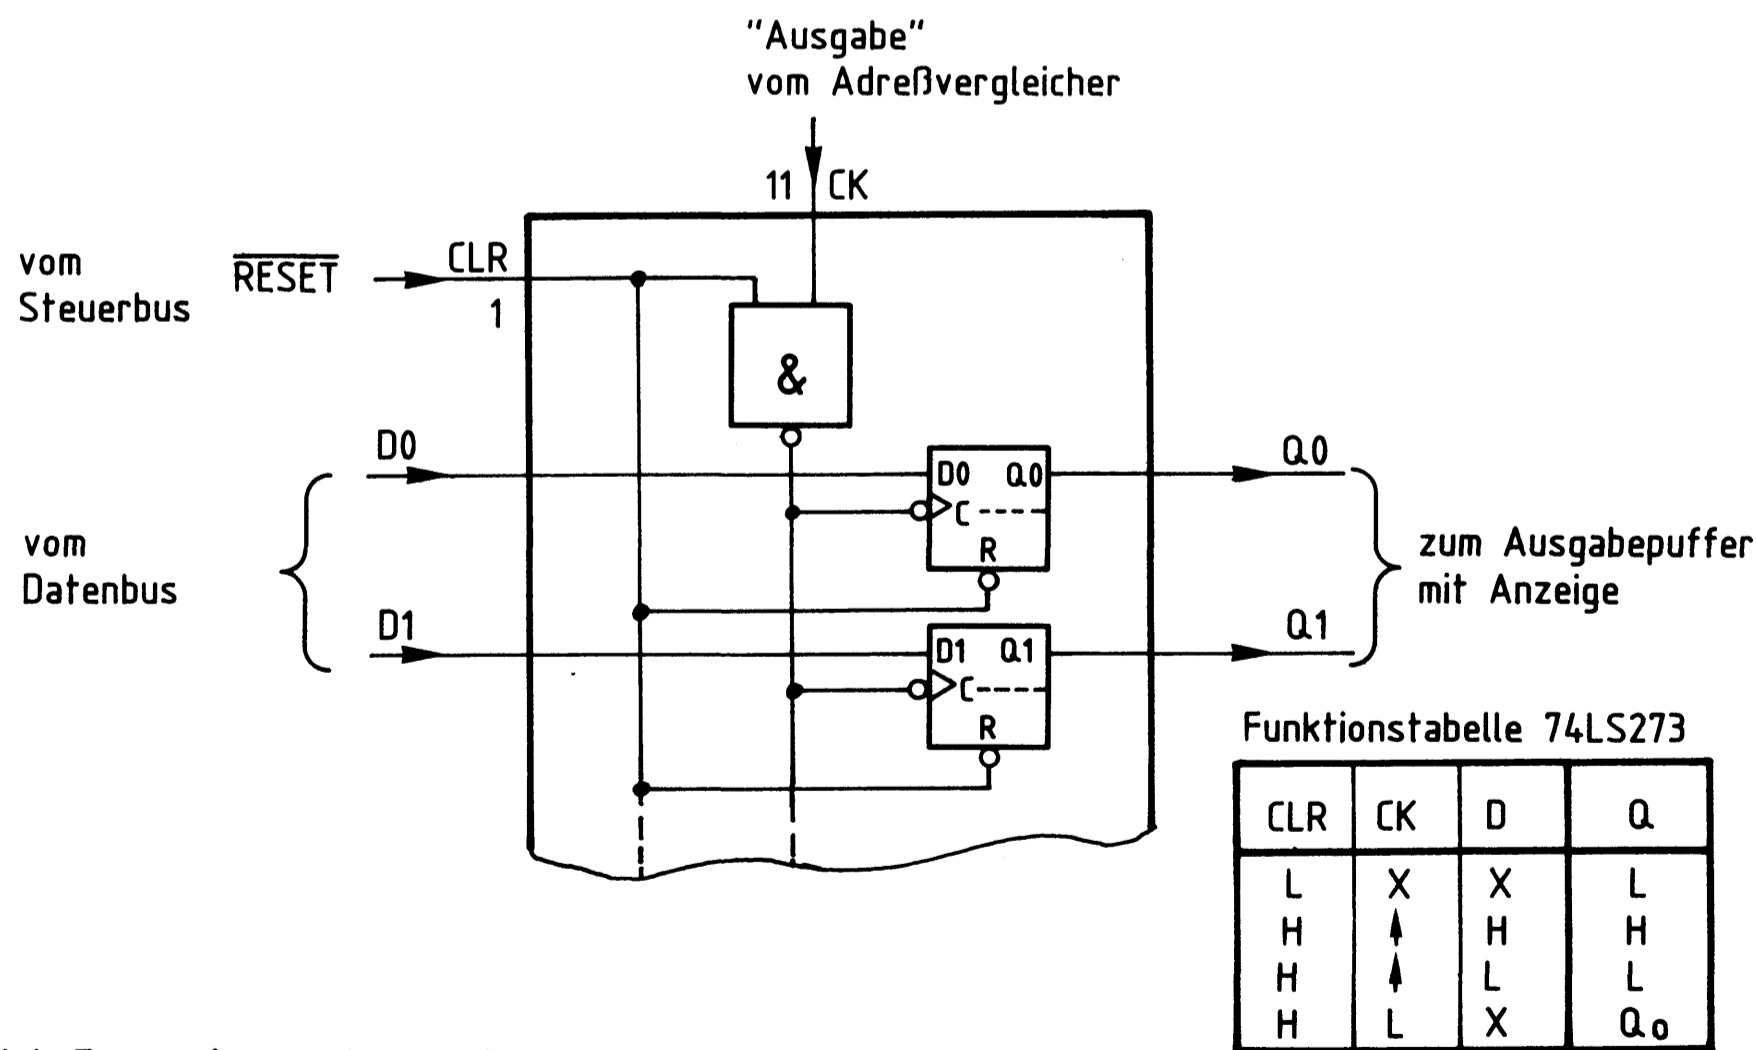 "Ausgabe"
vom Adreßvergleicher
11 CK
vom
Steuerbus
R̅E̅S̅E̅T̅
CLR
1
&
D0
D0 Q0
C
R
Q0
vom
Datenbus
zum Ausgabepuffer
mit Anzeige
D1
D1 Q1
C
R
Q1
Funktionstabelle 74LS273
CLR CK D Q
L X X L
H ↑ H H
H ↑ L L
H L X Q₀